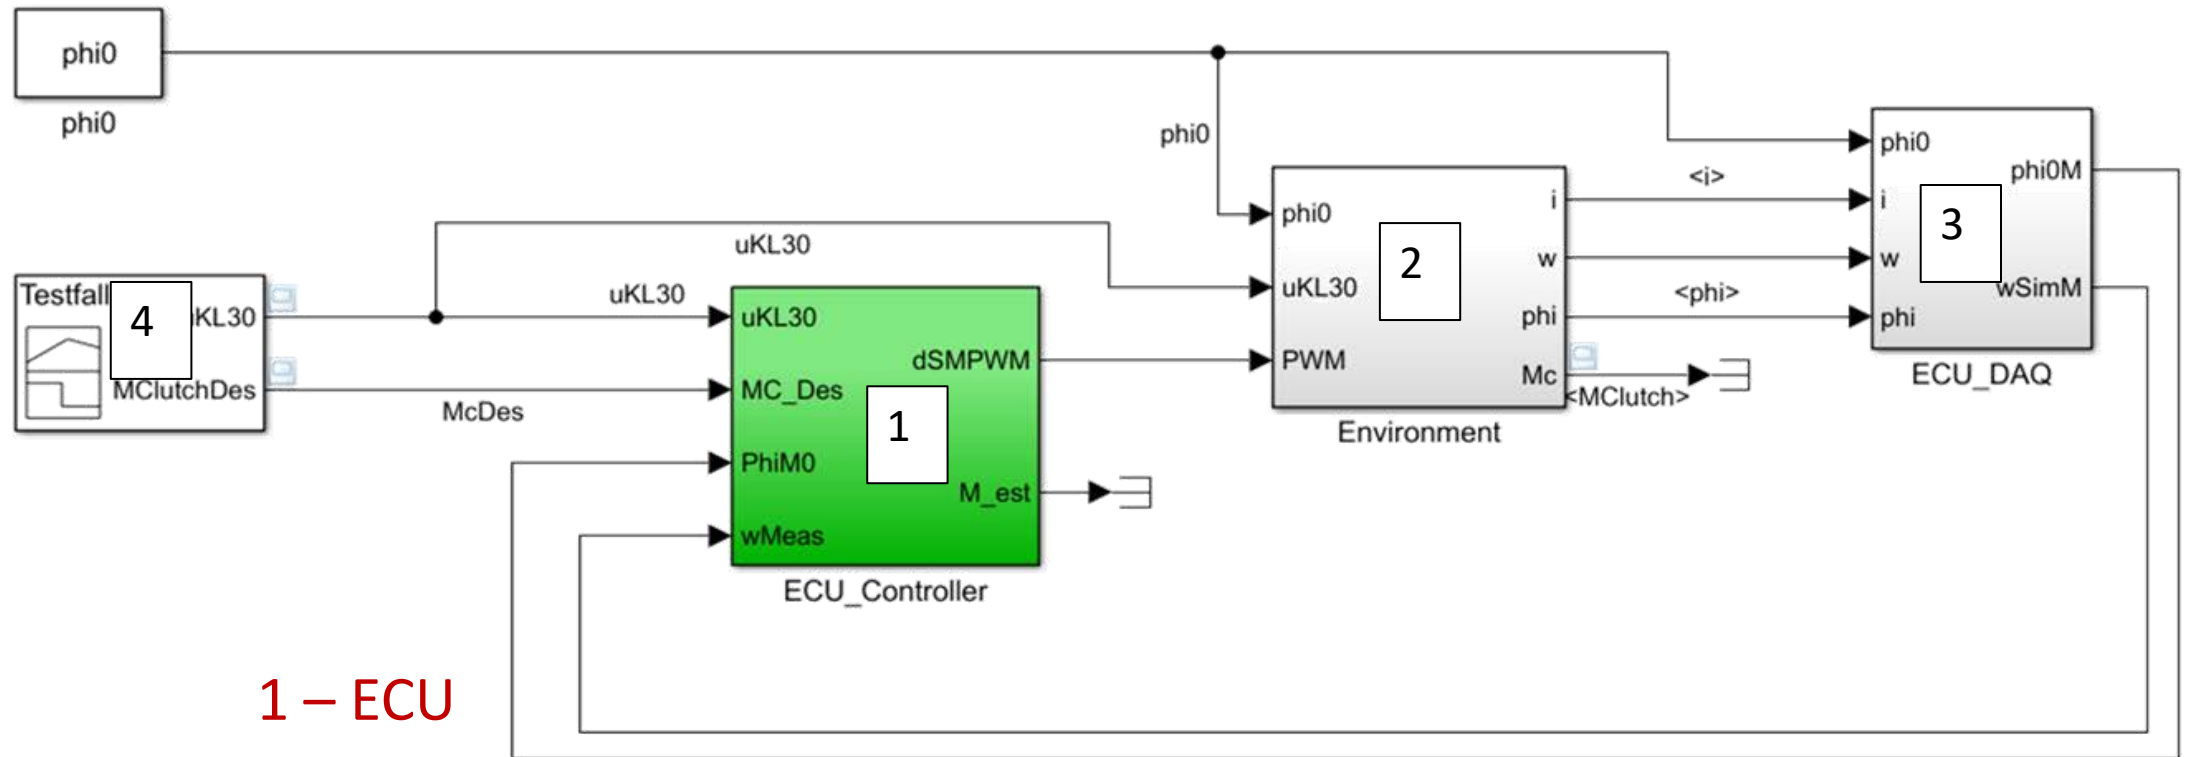 phi0
phi0
phi0
uKL30
uKL30
McDes
Testfall
4
KL30
MClutchDes
uKL30
MC_Des
PhiM0
wMeas
dSMPWM
M_est
1
ECU_Controller
phi0
uKL30
PWM
2
i
w
phi
Mc
Environment
<i>
<phi>
<MClutch>
phi0
i
w
phi
3
phi0M
wSimM
ECU_DAQ
1 – ECU